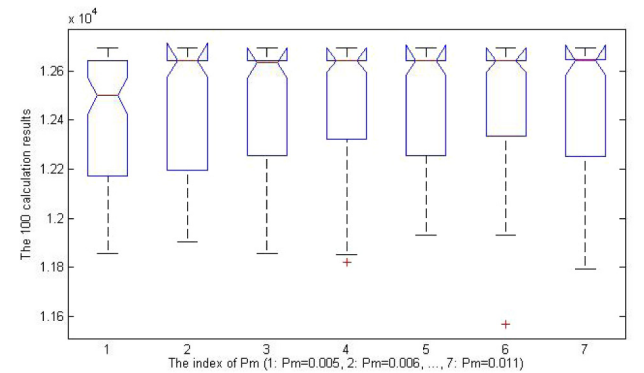 x 10^4
1.26
1.24
1.22
1.2
1.18
1.16
The 100 calculation results
1 2 3 4 5 6 7
The index of Pm (1: Pm=0.005, 2: Pm=0.006, ..., 7: Pm=0.011)